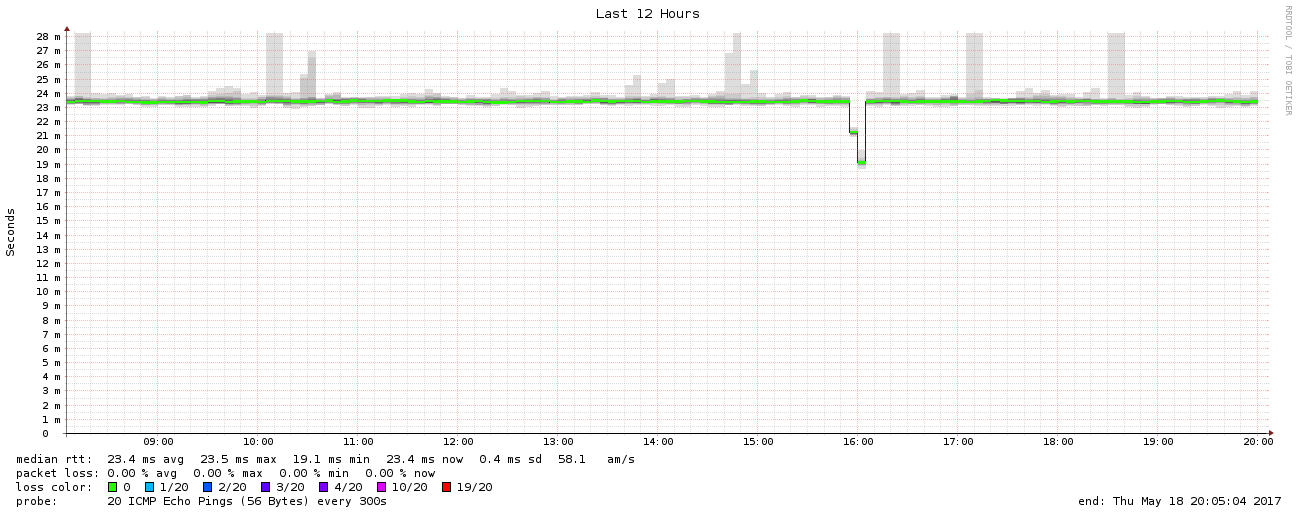 Last 12 Hours
RRDTOOL / TOBI OETIKER
28 m
27 m
26 m
25 m
24 m
23 m
22 m
21 m
20 m
19 m
18 m
17 m
16 m
15 m
14 m
13 m
12 m
11 m
10 m
9 m
8 m
7 m
6 m
5 m
4 m
3 m
2 m
1 m
0
Seconds
09:00 10:00 11:00 12:00 13:00 14:00 15:00 16:00 17:00 18:00 19:00 20:00
median rtt: 23.4 ms avg 23.5 ms max 19.1 ms min 23.4 ms now 0.4 ms sd 58.1 am/s
packet loss: 0.00 % avg 0.00 % max 0.00 % min 0.00 % now
loss color: 0 1/20 2/20 3/20 4/20 10/20 19/20
probe: 20 ICMP Echo Pings (56 Bytes) every 300s end: Thu May 18 20:05:04 2017